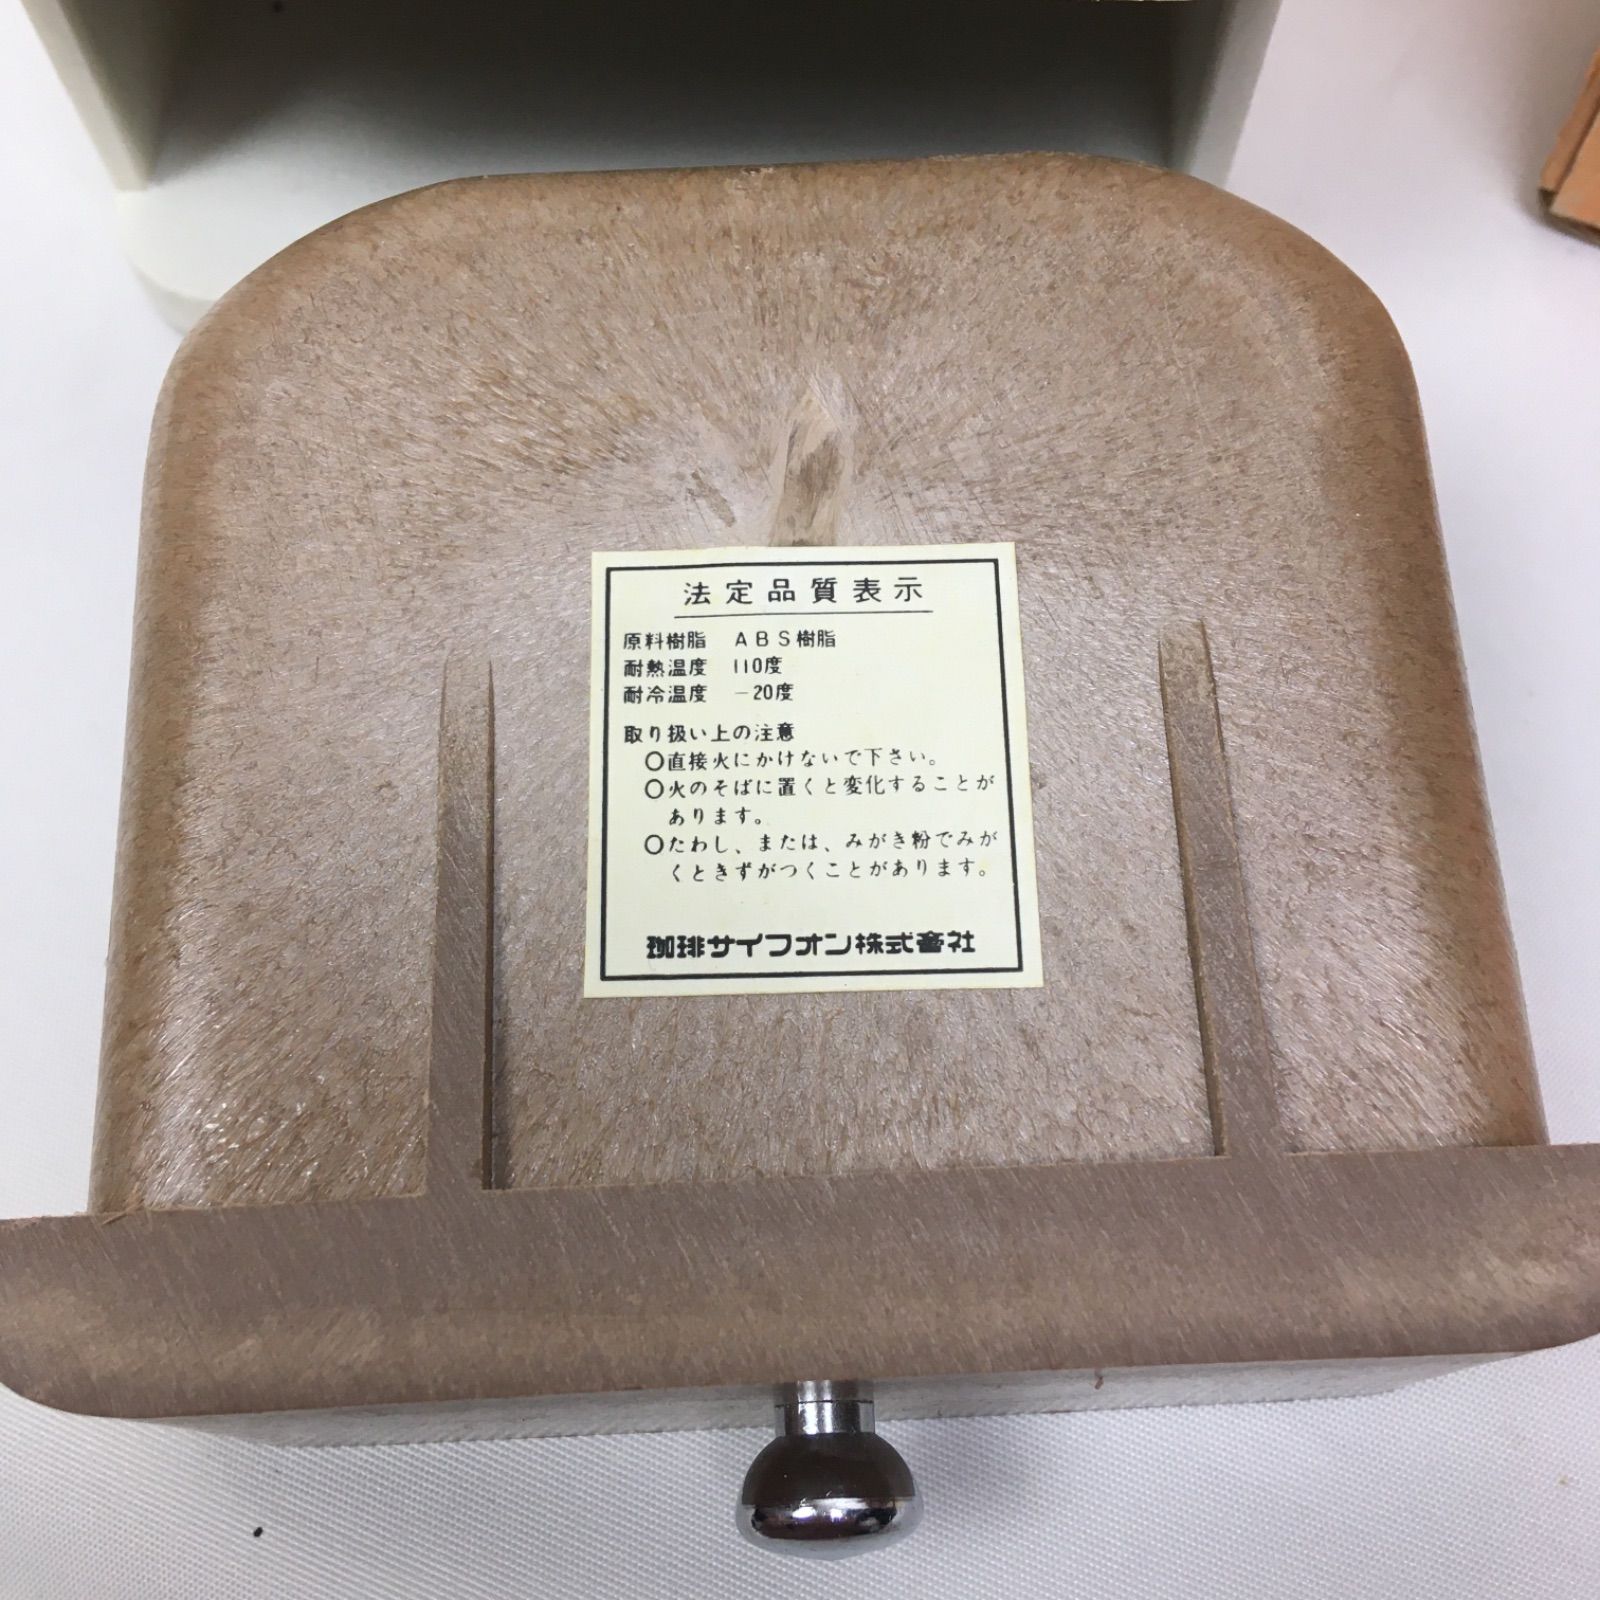 法定品質表示
原料樹脂 ABS樹脂
耐熱温度 110度
耐冷温度 -20度
取り扱い上の注意
○直接火にかけないで下さい。
○火のそばに置くと変化することが
あります。
○たわし、または、みがき粉でみが
くときずがつくことがあります。
珈琲サイフオン株式會社